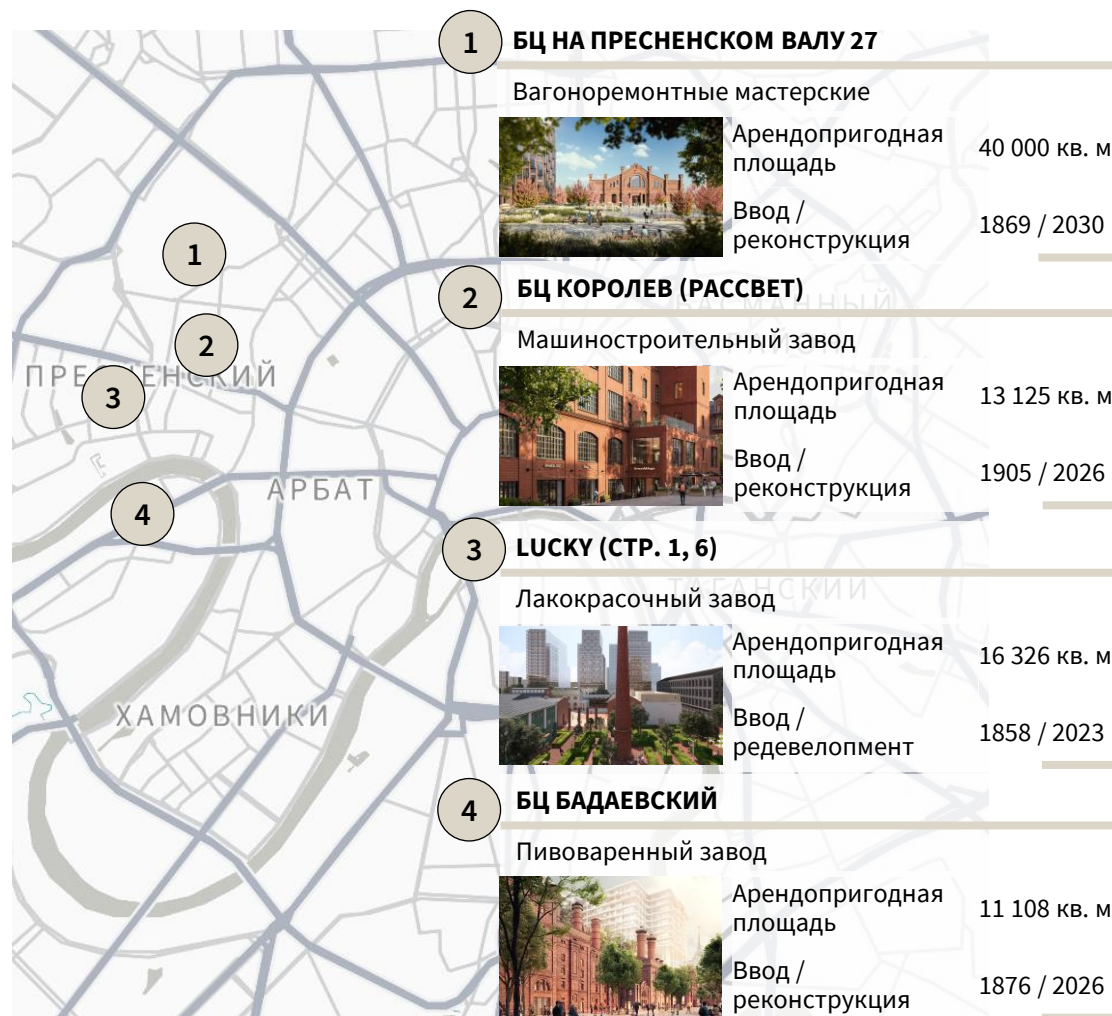 1
БЦ НА ПРЕСНЕНСКОМ ВАЛУ 27
Вагоноремонтные мастерские
Арендопригодная
площадь
40 000 кв. м
Ввод /
реконструкция
1869 / 2030
2
БЦ КОРОЛЕВ (РАССВЕТ)
Машиностроительный завод
Арендопригодная
площадь
13 125 кв. м
Ввод /
реконструкция
1905 / 2026
3
LUCKY (СТР. 1, 6)
Лакокрасочный завод
Арендопригодная
площадь
16 326 кв. м
Ввод /
редевелопмент
1858 / 2023
4
БЦ БАДАЕВСКИЙ
Пивоваренный завод
Арендопригодная
площадь
11 108 кв. м
Ввод /
реконструкция
1876 / 2026
1
2
ПРЕСНЕНСКИЙ
3
АРБАТ
4
ХАМОВНИКИ
БАСМАННЫЙ
РАЙОН
ТАГАНСКИЙ